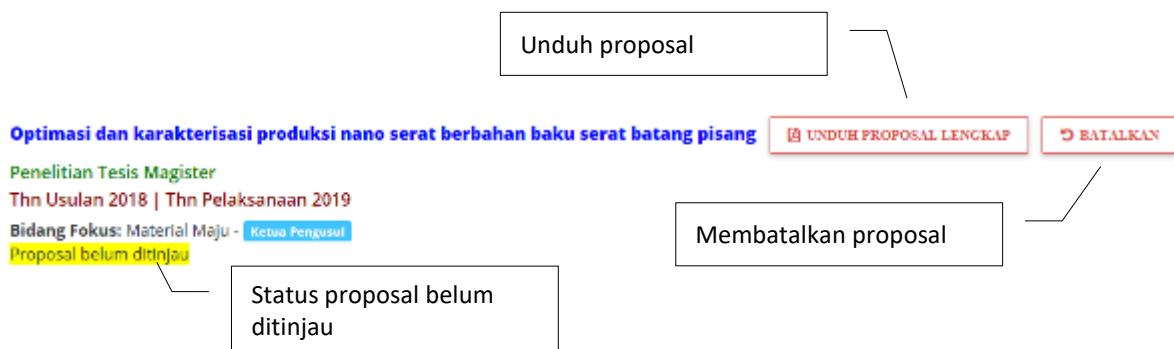 Unduh proposal
Optimasi dan karakterisasi produksi nano serat berbahan baku serat batang pisang
UNDUH PROPOSAL LENGKAP
BATALKAN
Penelitian Tesis Magister
Thn Usulan 2018 | Thn Pelaksanaan 2019
Bidang Fokus: Material Maju - Ketua Pengusul
Proposal belum ditinjau
Membatalkan proposal
Status proposal belum
ditinjau